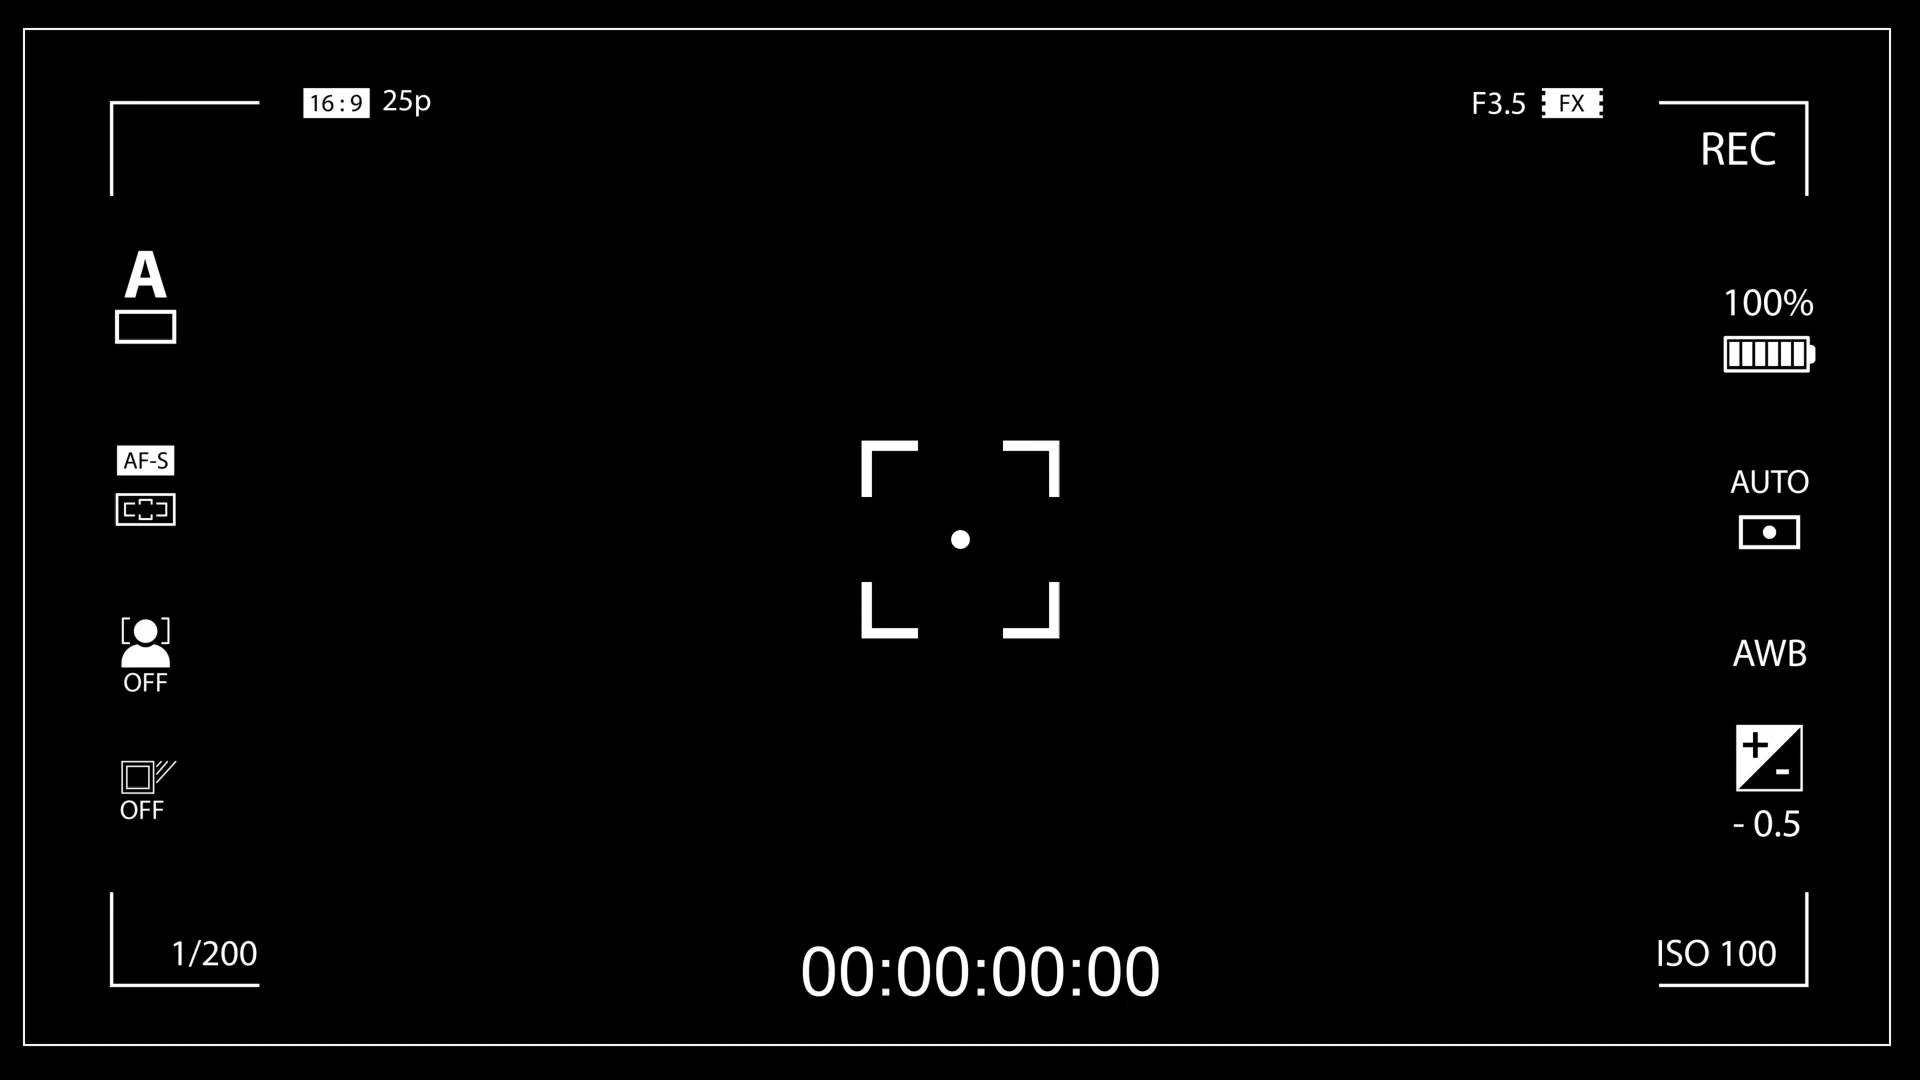 16:9 25p
F3.5 FX
REC
A
100%
AF-S
AUTO
OFF
AWB
OFF
- 0.5
1/200
00:00:00:00
ISO 100